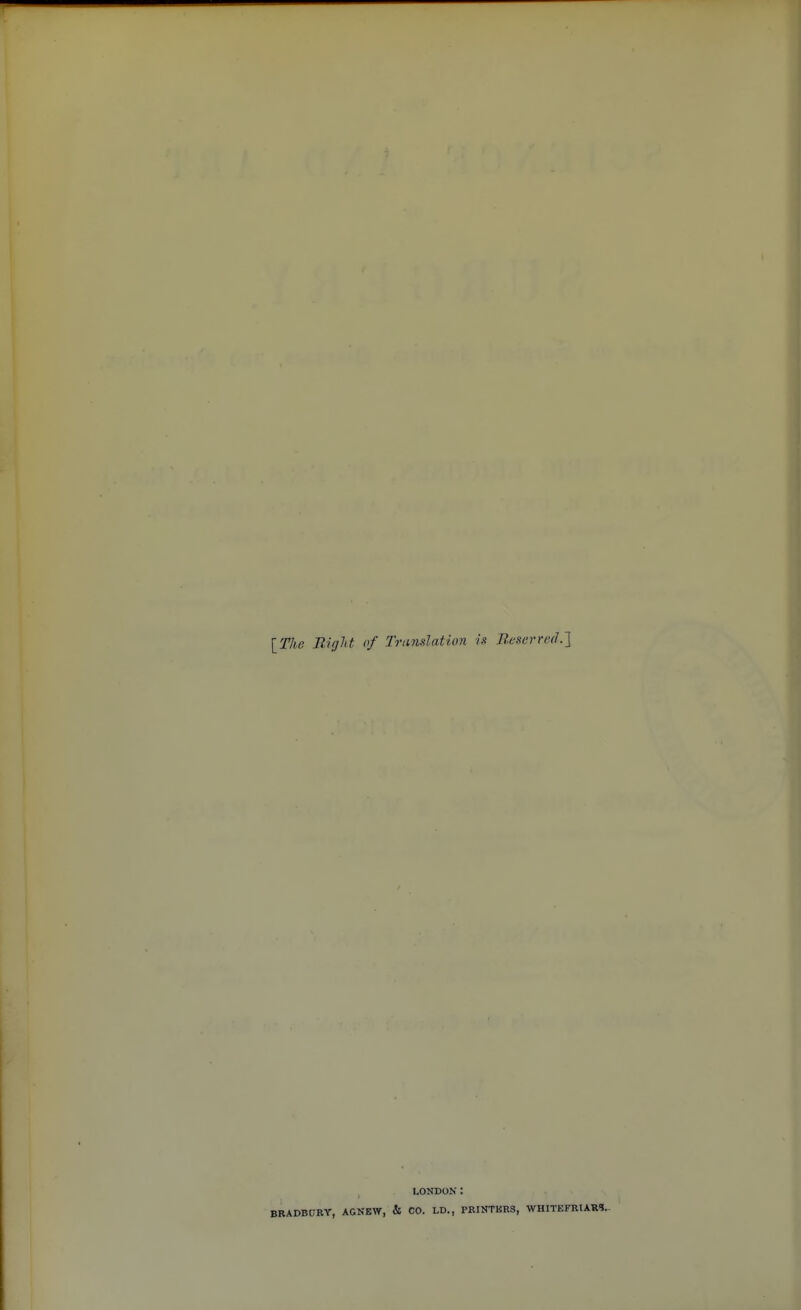 [The Right of Translation is Reserved.]
LONDON:
BRADBURY, AGNEW, & CO. LD., PRINTERS, WHITEFRIARS.